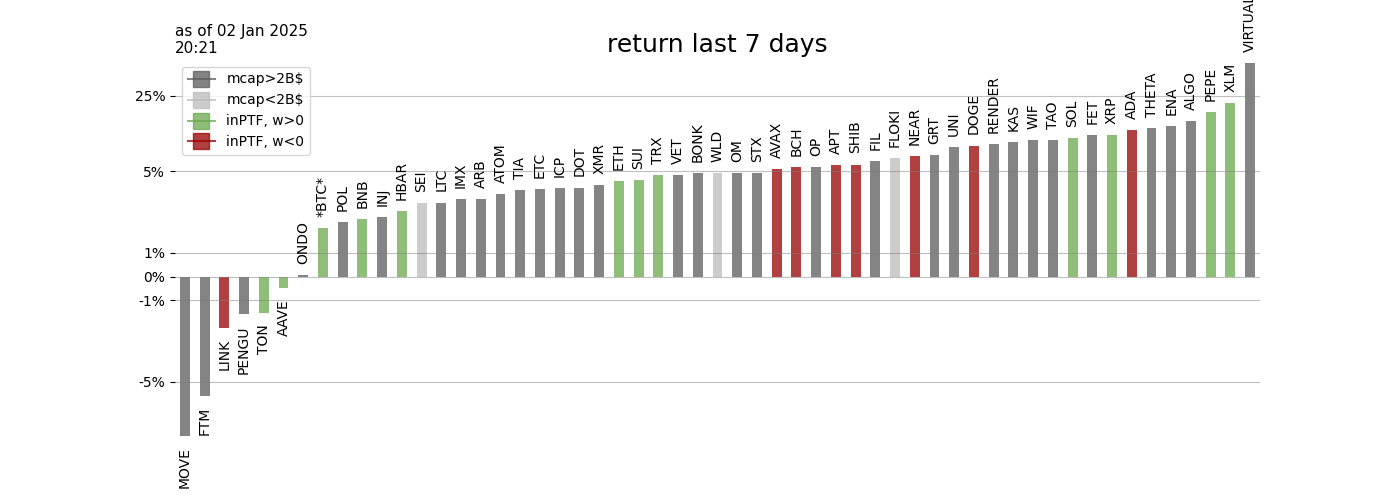 as of 02 Jan 2025
20:21
return last 7 days
mcap>2B$
mcap<2B$
inPTF, w>0
inPTF, w<0
25%
5%
1%
0%
-1%
-5%
MOVE
FTM
LINK
PENGU
TON
AAVE
ONDO
*BTC*
POL
BNB
INJ
HBAR
SEI
LTC
IMX
ARB
ATOM
TIA
ETC
ICP
DOT
XMR
ETH
SUI
TRX
VET
BONK
WLD
OM
STX
AVAX
BCH
OP
APT
SHIB
FIL
FLOKI
NEAR
GRT
UNI
DOGE
RENDER
KAS
WIF
TAO
SOL
FET
XRP
ADA
THETA
ENA
ALGO
PEPE
XLM
VIRTUAL